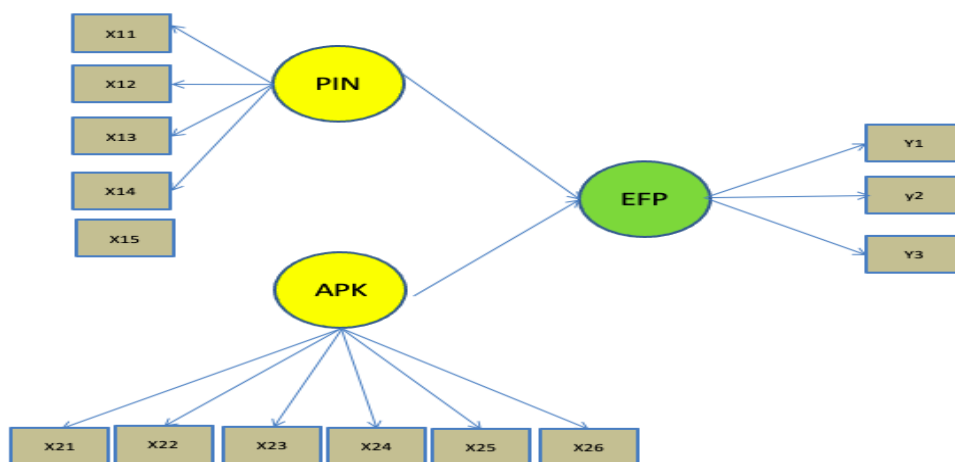 X11
X12
X13
X14
X15
PIN
APK
EFP
Y1
y2
Y3
X21
X22
X23
X24
X25
X26